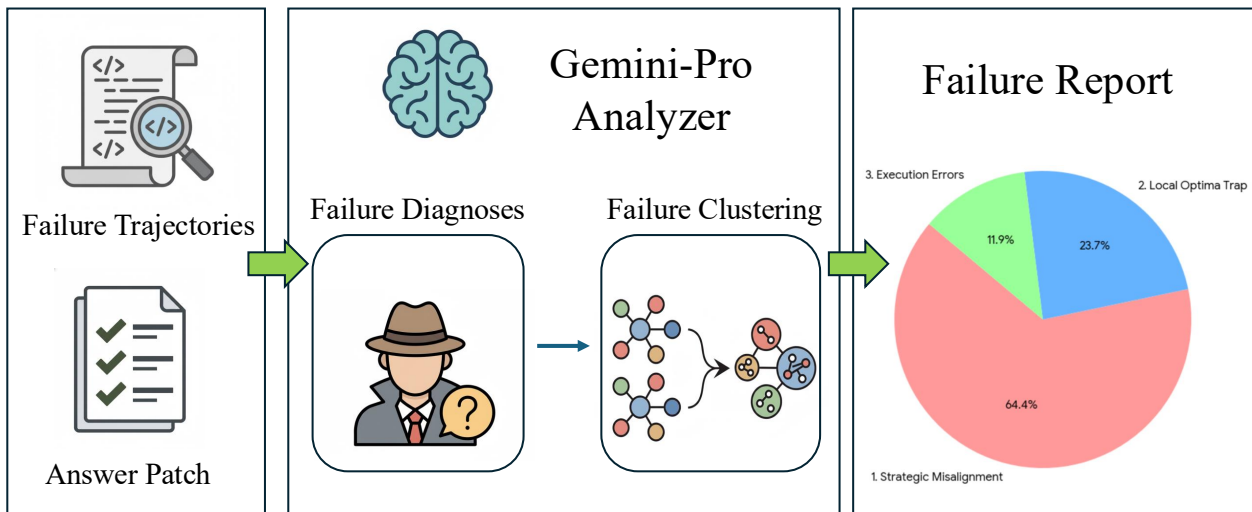 </>
</>
</>
Failure Trajectories
Answer Patch
Gemini-Pro
Analyzer
Failure Diagnoses
?
Failure Clustering
Failure Report
3. Execution Errors
2. Local Optima Trap
11.9%
23.7%
64.4%
1. Strategic Misalignment